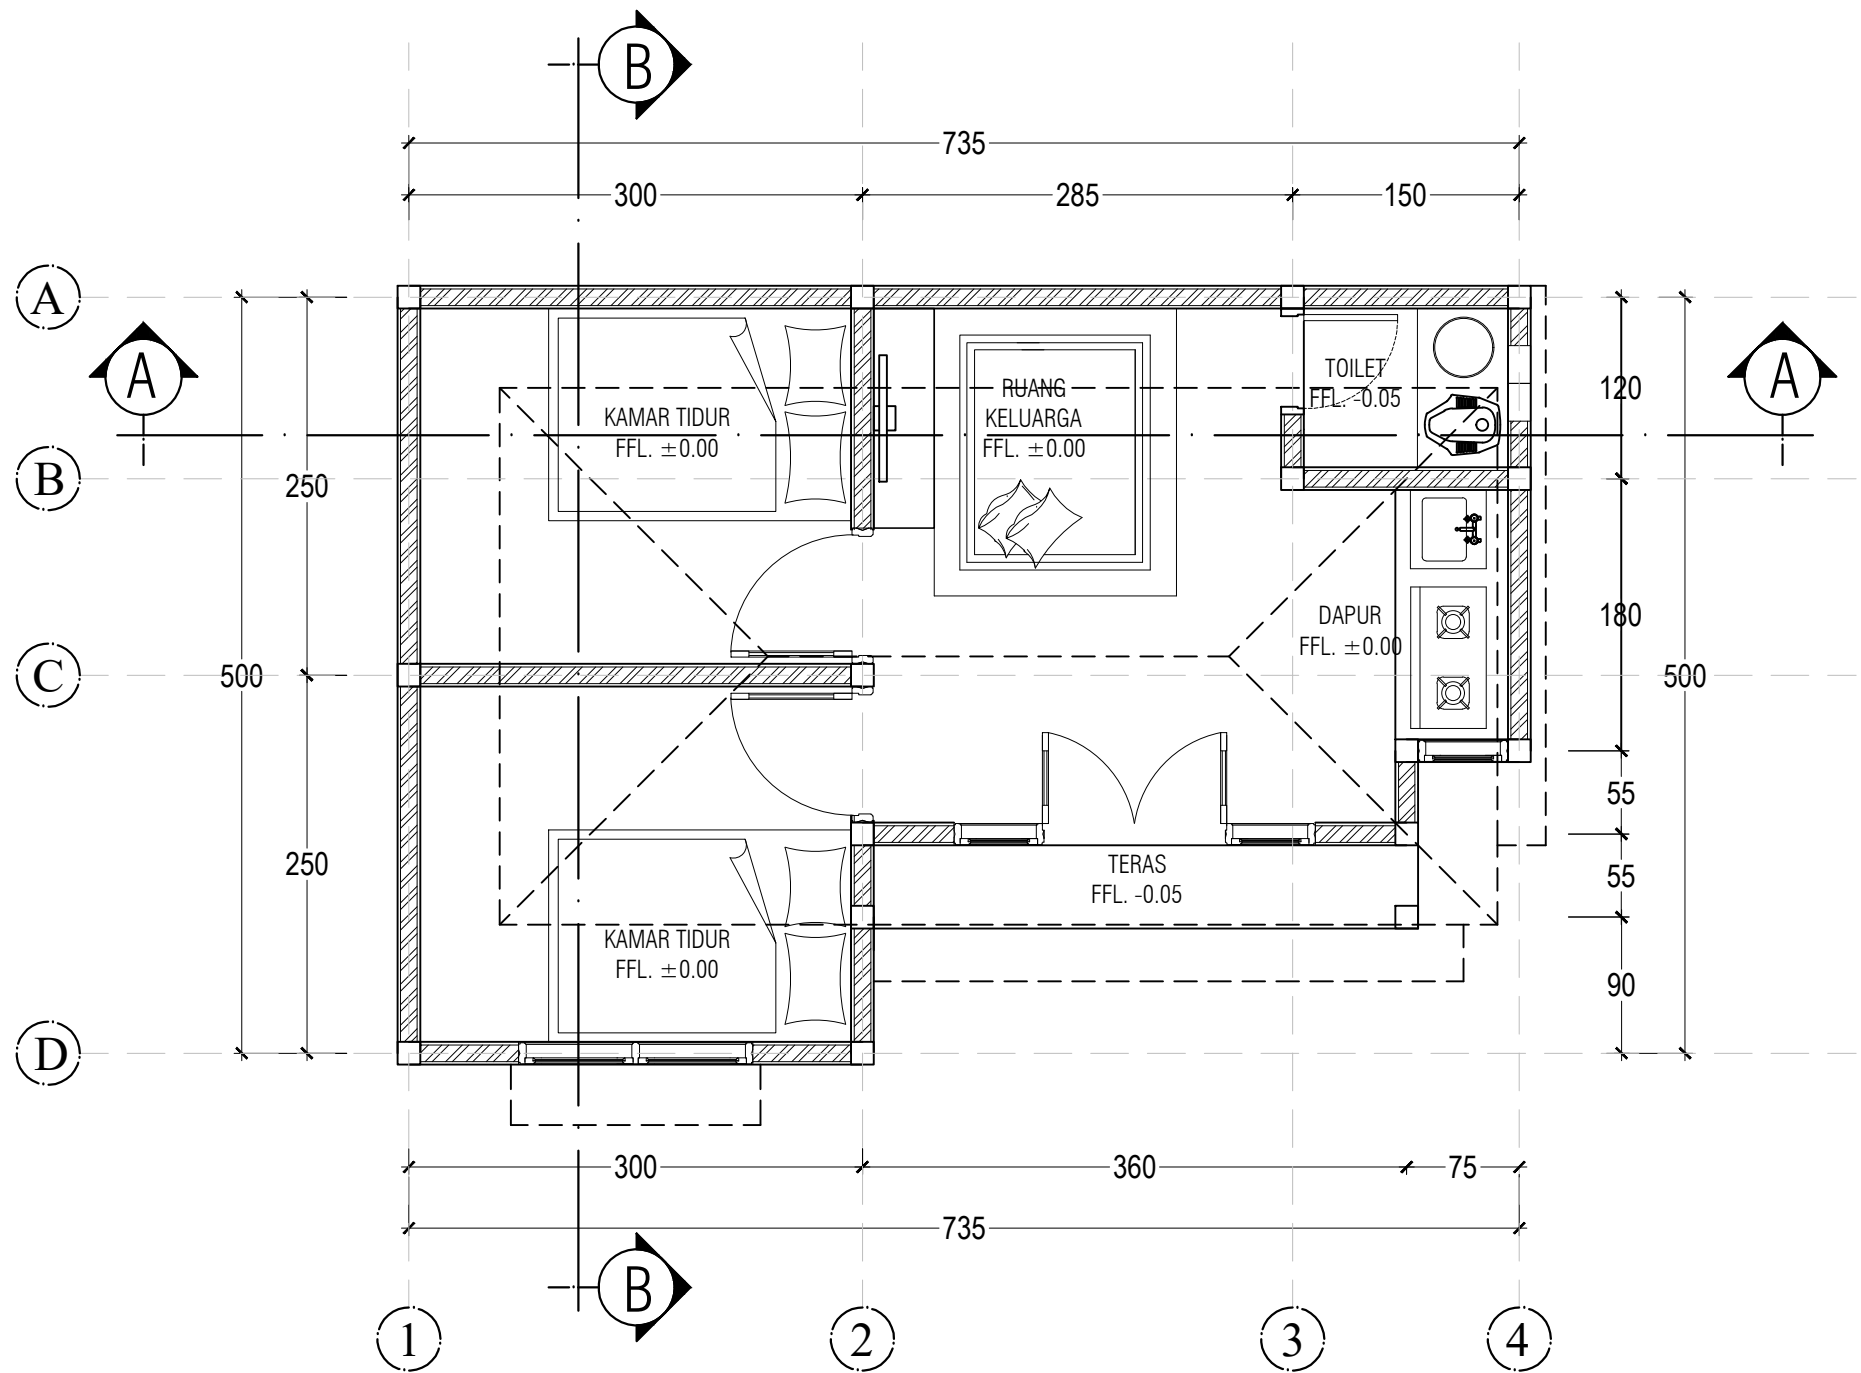 B
735
300
285
150
A
A
A
KAMAR TIDUR
FFL. ±0.00
RUANG
KELUARGA
FFL. ±0.00
TOILET
FFL. -0.05
120
B
250
DAPUR
FFL. ±0.00
180
C
500
500
55
250
TERAS
FFL. -0.05
55
KAMAR TIDUR
FFL. ±0.00
90
D
300
360
75
735
B
1
2
3
4